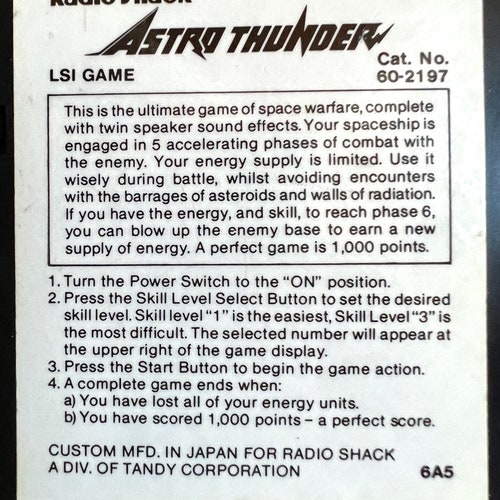 Radio Shack
ASTRO THUNDER
LSI GAME
Cat. No.
60-2197
This is the ultimate game of space warfare, complete
with twin speaker sound effects. Your spaceship is
engaged in 5 accelerating phases of combat with
the enemy. Your energy supply is limited. Use it
wisely during battle, whilst avoiding encounters
with the barrages of asteroids and walls of radiation.
If you have the energy, and skill, to reach phase 6,
you can blow up the enemy base to earn a new
supply of energy. A perfect game is 1,000 points.
1. Turn the Power Switch to the “ON” position.
2. Press the Skill Level Select Button to set the desired
skill level. Skill level “1” is the easiest, Skill Level “3” is
the most difficult. The selected number will appear at
the upper right of the game display.
3. Press the Start Button to begin the game action.
4. A complete game ends when:
a) You have lost all of your energy units.
b) You have scored 1,000 points – a perfect score.
CUSTOM MFD. IN JAPAN FOR RADIO SHACK
A DIV. OF TANDY CORPORATION 6A5